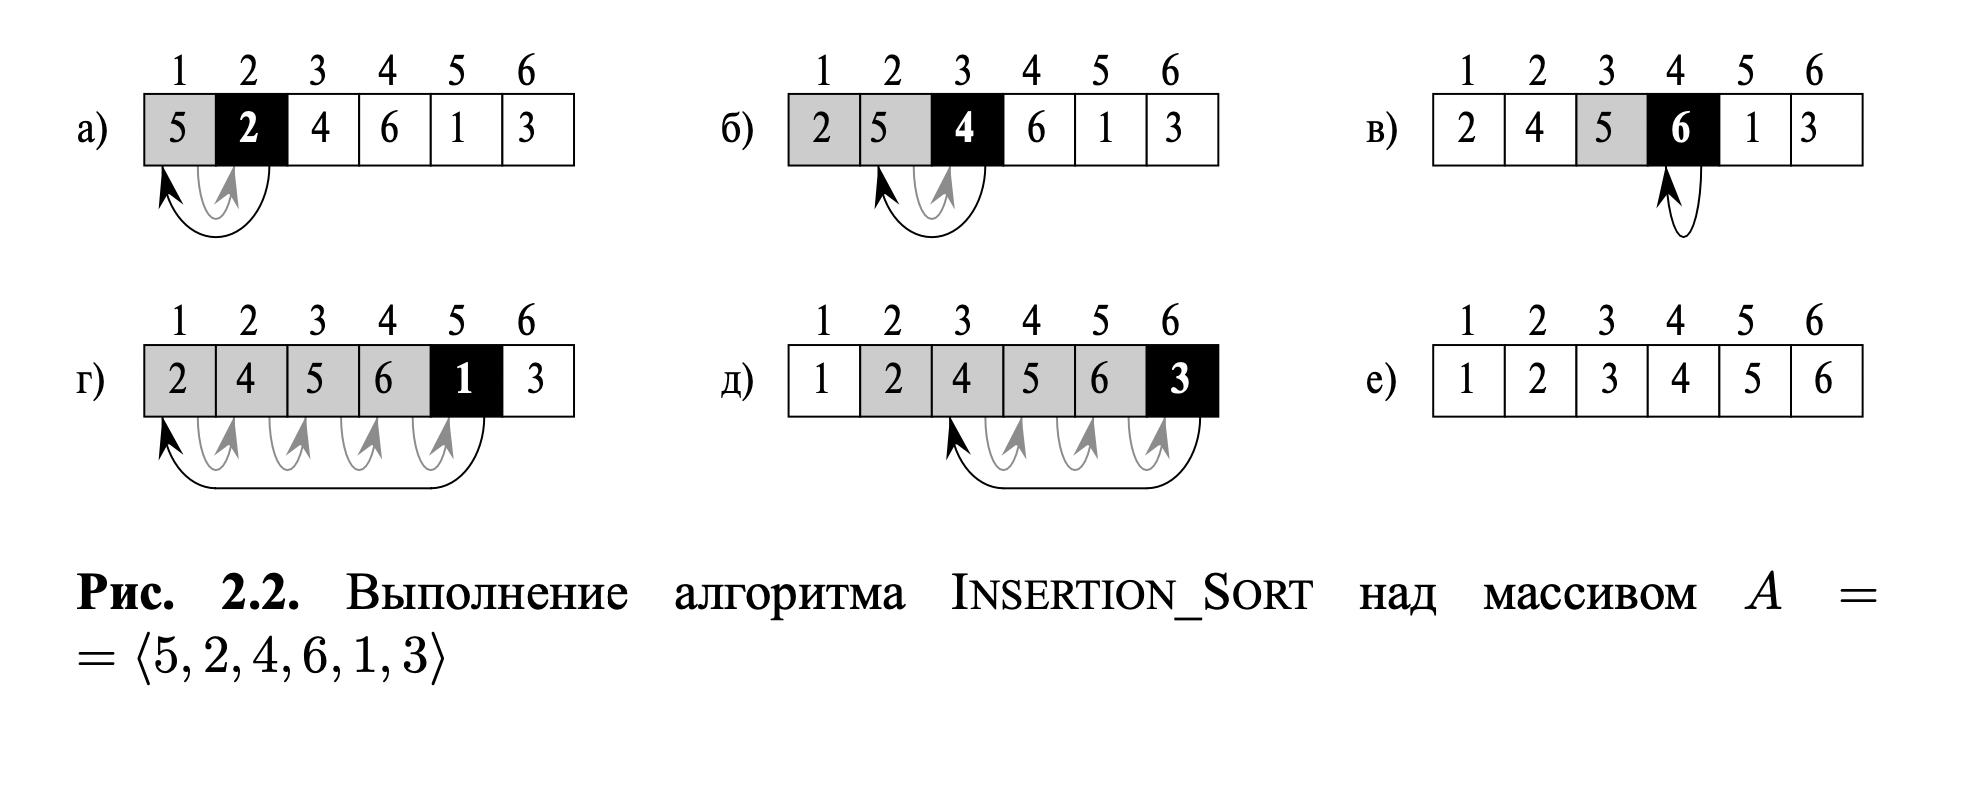 1 2 3 4 5 6
а) 5 2 4 6 1 3
1 2 3 4 5 6
б) 2 5 4 6 1 3
1 2 3 4 5 6
в) 2 4 5 6 1 3
1 2 3 4 5 6
г) 2 4 5 6 1 3
1 2 3 4 5 6
д) 1 2 4 5 6 3
1 2 3 4 5 6
е) 1 2 3 4 5 6
Рис. 2.2. Выполнение алгоритма INSERTION_SORT над массивом A =
= ⟨5, 2, 4, 6, 1, 3⟩